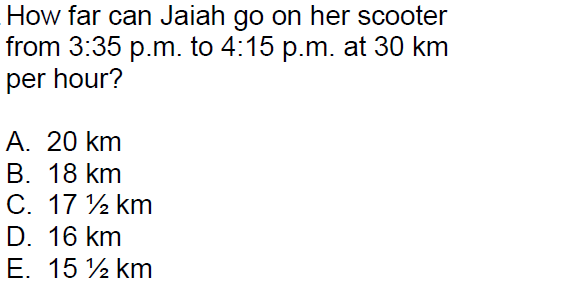 How far can Jaiah go on her scooter
from 3:35 p.m. to 4:15 p.m. at 30 km
per hour?
A. 20 km
B. 18 km
C. 17 ½ km
D. 16 km
E. 15 ½ km